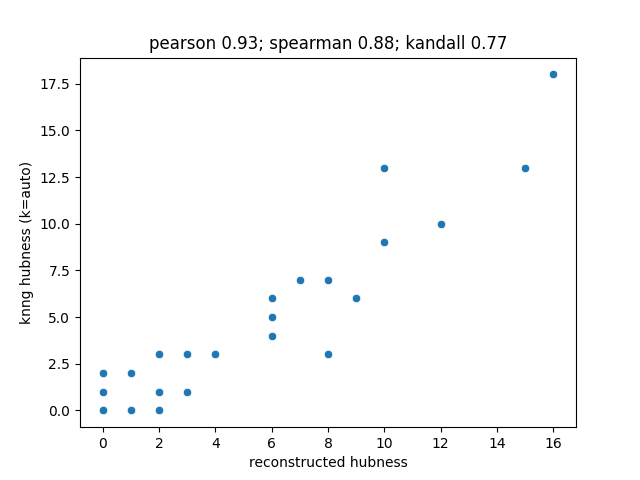 pearson 0.93; spearman 0.88; kandall 0.77
knng hubness (k=auto)
17.5
15.0
12.5
10.0
7.5
5.0
2.5
0.0
0 2 4 6 8 10 12 14 16
reconstructed hubness